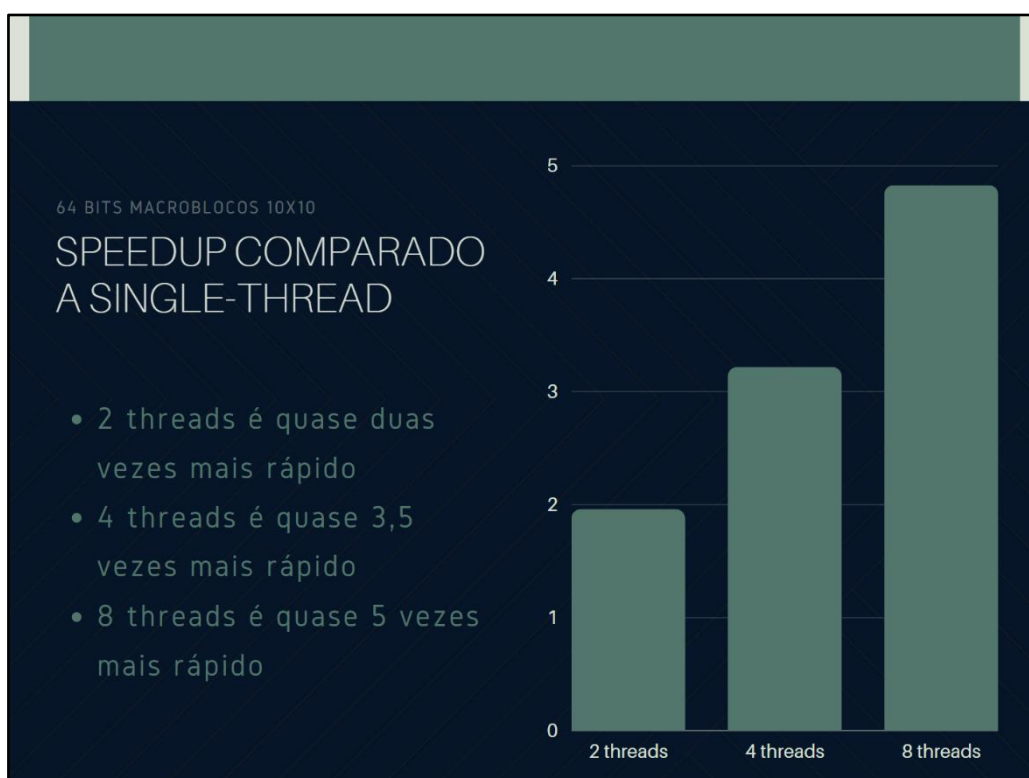 64 BITS MACROBLOCOS 10X10
SPEEDUP COMPARADO
A SINGLE-THREAD
• 2 threads é quase duas
vezes mais rápido
• 4 threads é quase 3,5
vezes mais rápido
• 8 threads é quase 5 vezes
mais rápido
5
4
3
2
1
0
2 threads 4 threads 8 threads